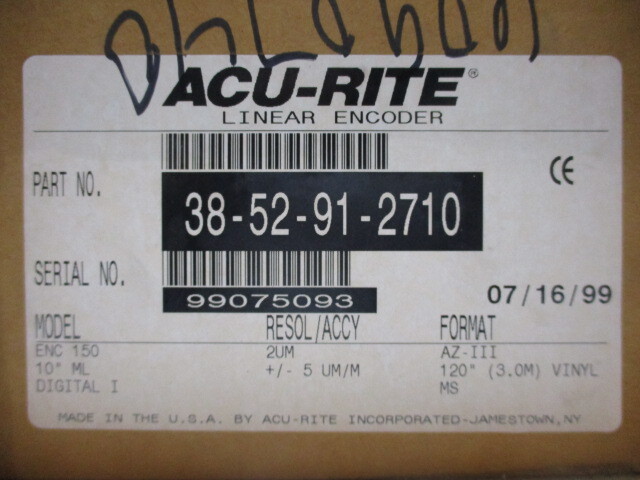 ACU-RITE®
LINEAR ENCODER
PART NO.
38-52-91-2710
CE
SERIAL NO.
99075093
07/16/99
MODEL RESOL/ACCY FORMAT
ENC 150 2UM AZ-III
10" ML +/- 5 UM/M 120" (3.0M) VINYL
DIGITAL I MS
MADE IN THE U.S.A. BY ACU-RITE INCORPORATED-JAMESTOWN,NY